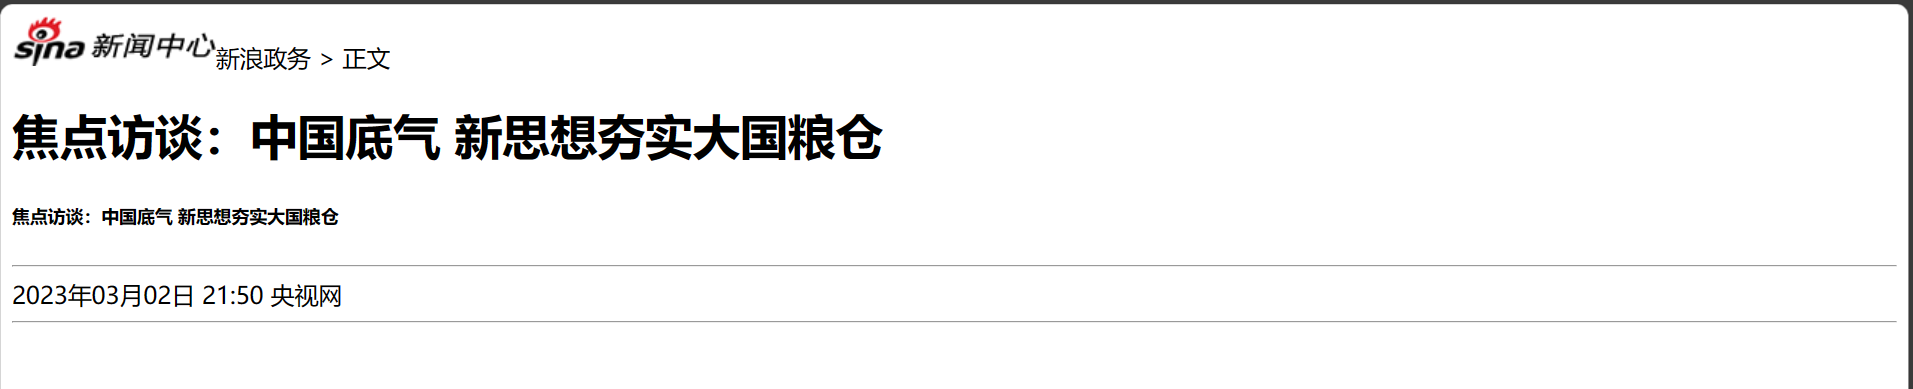 sina 新闻中心新浪政务 > 正文
焦点访谈：中国底气 新思想夯实大国粮仓
焦点访谈：中国底气 新思想夯实大国粮仓
2023年03月02日 21:50 央视网